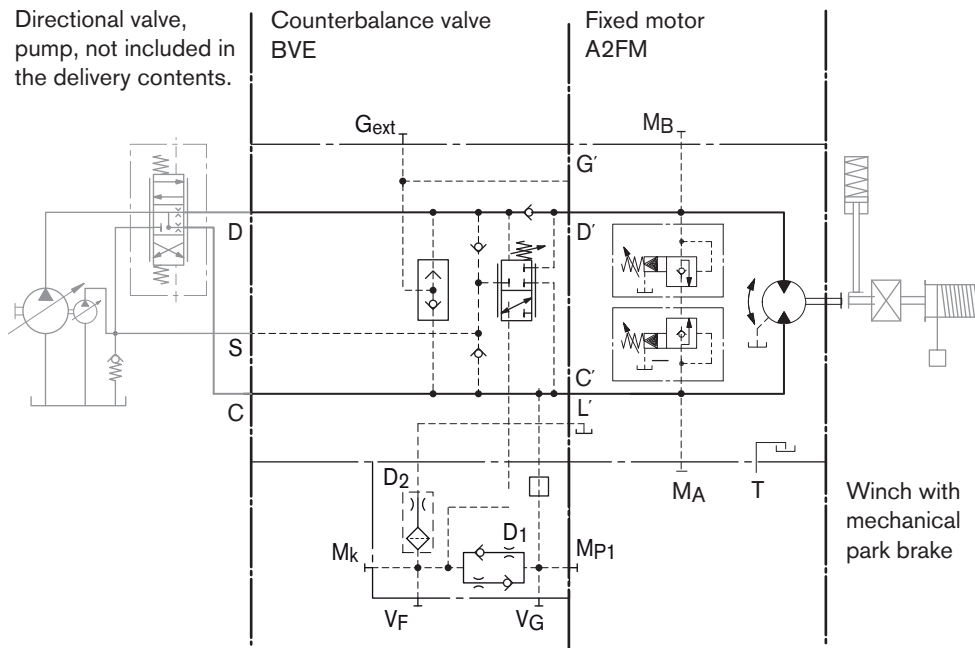 Directional valve,
pump, not included in
the delivery contents.
Counterbalance valve
BVE
Fixed motor
A2FM
Gext
MB
G′
D
D′
S
C′
C
L′
D2
MA
T
D1
Mk
MP1
VF
VG
Winch with
mechanical
park brake